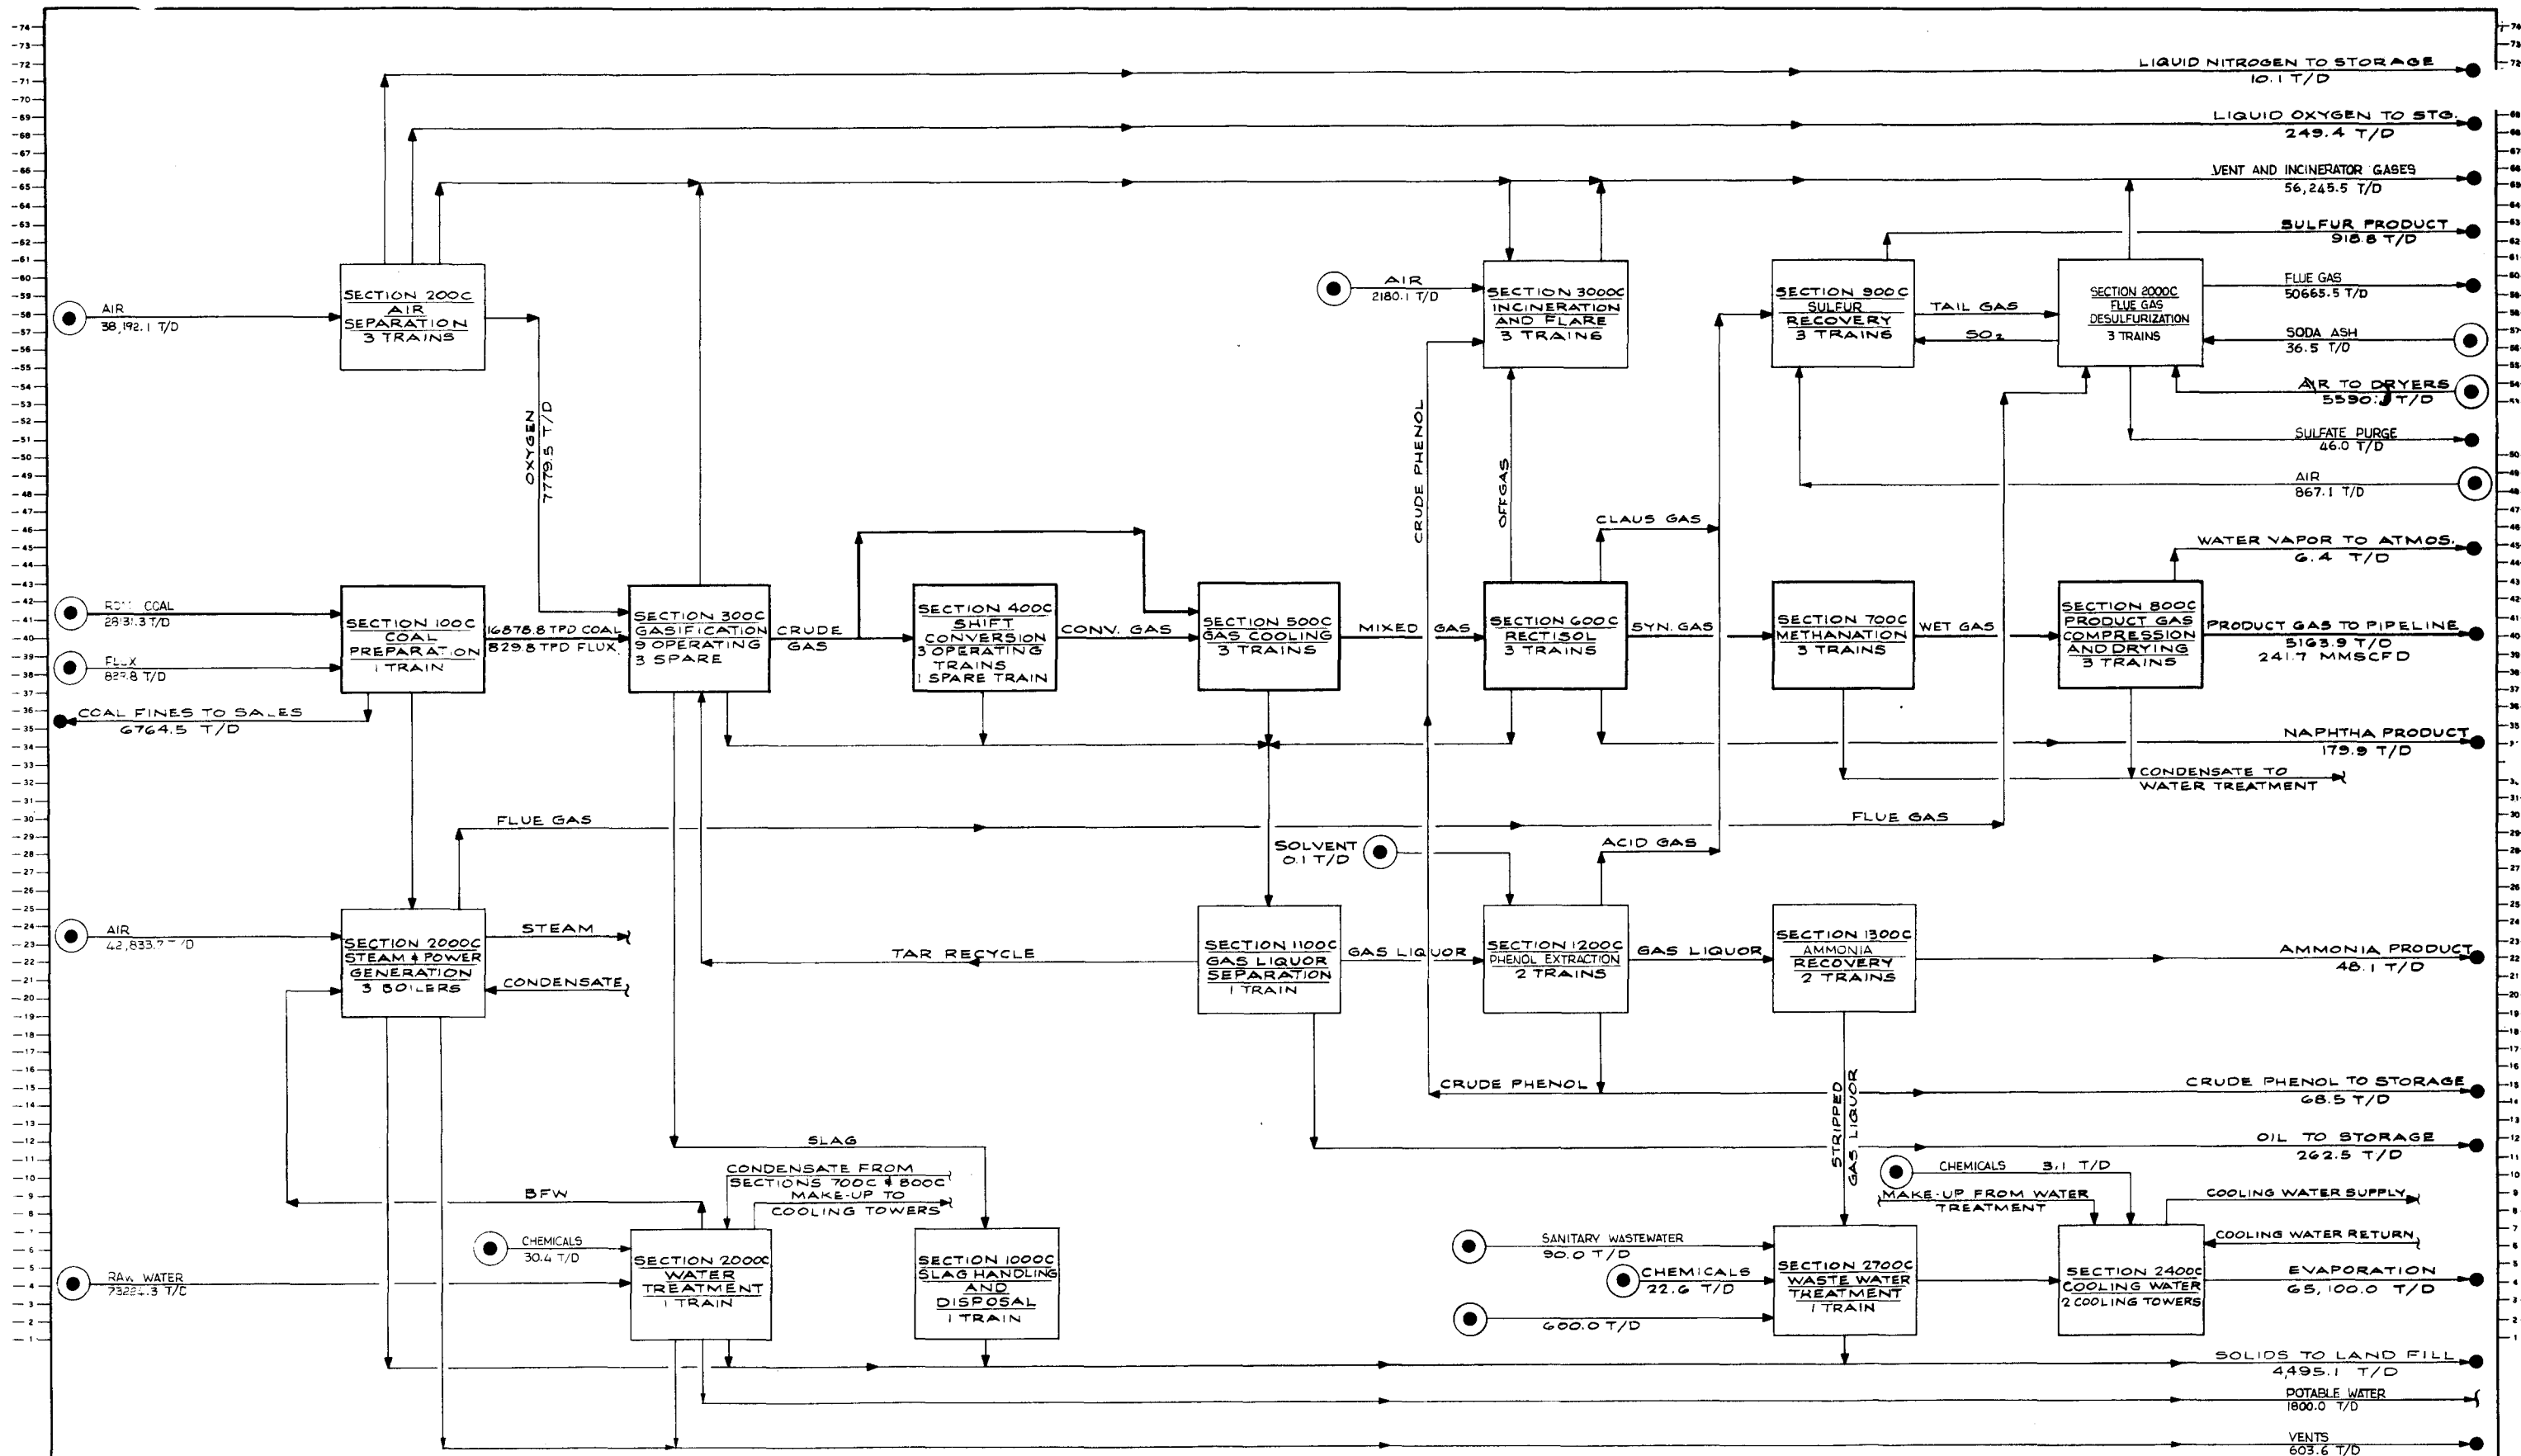 LIQUID NITROGEN TO STORAGE
10.1 T/D
LIQUID OXYGEN TO STG.
249.4 T/D
VENT AND INCINERATOR GASES
56,245.5 T/D
SULFUR PRODUCT
918.8 T/D
AIR
38,192.1 T/D
SECTION 200C
AIR
SEPARATION
3 TRAINS
AIR
2180.1 T/D
SECTION 3000C
INCINERATION
AND FLARE
3 TRAINS
SECTION 900C
SULFUR
RECOVERY
3 TRAINS
TAIL GAS
SO2
SECTION 2000C
FLUE GAS
DESULFURIZATION
3 TRAINS
FLUE GAS
50665.5 T/D
SODA ASH
36.5 T/D
AIR TO DRYERS
T/D
SULFATE PURGE
46.0 T/D
AIR
867.1 T/D
OXYGEN
7779.5 T/D
CRUDE PHENOL
OFFGAS
CLAUS GAS
WATER VAPOR TO ATMOS.
6.4 T/D
COAL
28131.3 T/D
FLUX
829.8 T/D
SECTION 100C
COAL
PREPARATION
1 TRAIN
16878.8 TPD COAL
829.8 TPD FLUX
SECTION 300C
GASIFICATION
9 OPERATING
3 SPARE
CRUDE
GAS
SECTION 400C
SHIFT
CONVERSION
3 OPERATING
TRAINS
1 SPARE TRAIN
CONV. GAS
SECTION 500C
GAS COOLING
3 TRAINS
MIXED GAS
SECTION 600C
RECTISOL
3 TRAINS
SYN. GAS
SECTION 700C
METHANATION
3 TRAINS
WET GAS
SECTION 800C
PRODUCT GAS
COMPRESSION
AND DRYING
3 TRAINS
PRODUCT GAS TO PIPELINE
5163.9 T/D
241.7 MMSCFD
COAL FINES TO SALES
6764.5 T/D
NAPHTHA PRODUCT
179.9 T/D
CONDENSATE TO
WATER TREATMENT
FLUE GAS
FLUE GAS
SOLVENT
0.1 T/D
ACID GAS
AIR
42,833.7 T/D
SECTION 2000C
STEAM & POWER
GENERATION
3 BOILERS
STEAM
CONDENSATE
TAR RECYCLE
SECTION 1100C
GAS LIQUOR
SEPARATION
1 TRAIN
GAS LIQUOR
SECTION 1200C
PHENOL EXTRACTION
2 TRAINS
GAS LIQUOR
SECTION 1300C
AMMONIA
RECOVERY
2 TRAINS
AMMONIA PRODUCT
48.1 T/D
CRUDE PHENOL
CRUDE PHENOL TO STORAGE
68.5 T/D
STRIPPED
GAS LIQUOR
OIL TO STORAGE
262.5 T/D
SLAG
BFW
CONDENSATE FROM
SECTIONS 700C & 800C
MAKE-UP TO
COOLING TOWERS
CHEMICALS 3.1 T/D
MAKE-UP FROM WATER
TREATMENT
COOLING WATER SUPPLY
COOLING WATER RETURN
CHEMICALS
30.4 T/D
RAW WATER
T/D
SECTION 2000C
WATER
TREATMENT
1 TRAIN
SECTION 1000C
SLAG HANDLING
AND
DISPOSAL
1 TRAIN
SANITARY WASTEWATER
90.0 T/D
CHEMICALS
22.6 T/D
600.0 T/D
SECTION 2700C
WASTE WATER
TREATMENT
1 TRAIN
SECTION 2400C
COOLING WATER
2 COOLING TOWERS
EVAPORATION
65,100.0 T/D
SOLIDS TO LAND FILL
4,495.1 T/D
POTABLE WATER
1800.0 T/D
VENTS
603.6 T/D